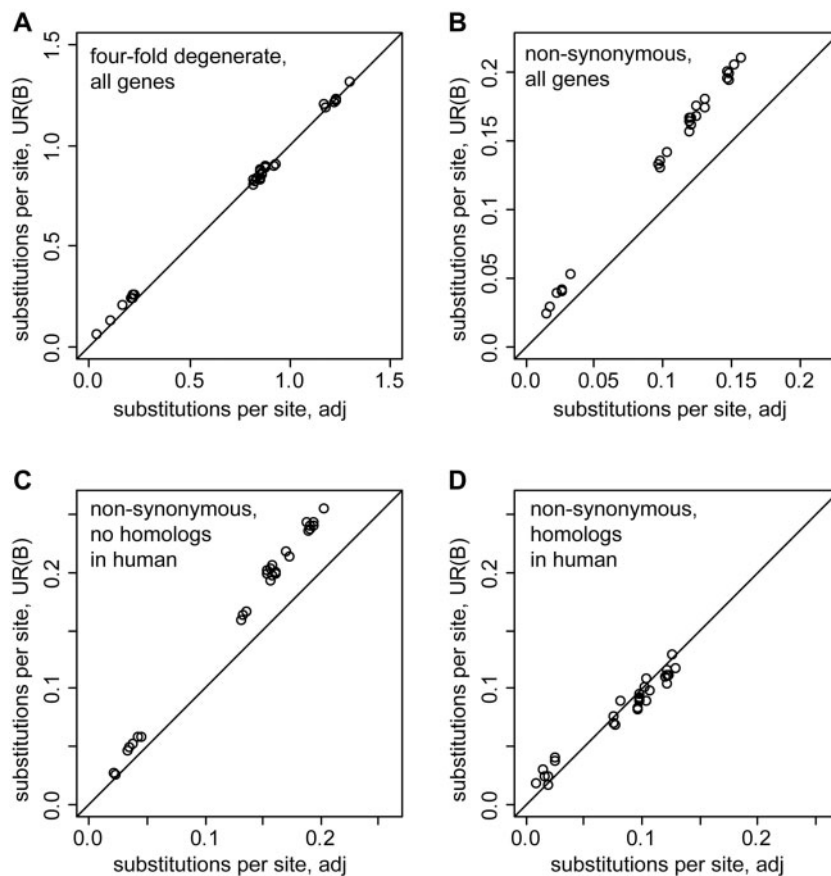 A
four-fold degenerate,
all genes
substitutions per site, UR(B)
0.0
0.5
1.0
1.5
0.0
0.5
1.0
1.5
substitutions per site, adj
B
non-synonymous,
all genes
substitutions per site, UR(B)
0.0
0.05
0.1
0.15
0.2
0.0
0.05
0.1
0.15
0.2
substitutions per site, adj
C
non-synonymous,
no homologs
in human
substitutions per site, UR(B)
0.0
0.1
0.2
0.0
0.1
0.2
substitutions per site, adj
D
non-synonymous,
homologs
in human
substitutions per site, UR(B)
0.0
0.1
0.2
0.0
0.1
0.2
substitutions per site, adj